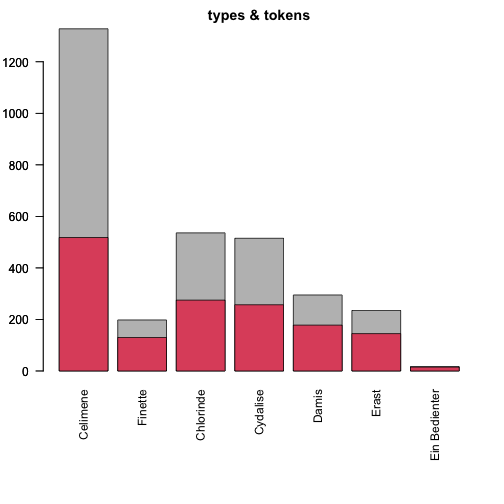 types & tokens
1200
1000
800
600
400
200
0
Celimene
Finette
Chlorinde
Cydalise
Damis
Erast
Ein Bedienter